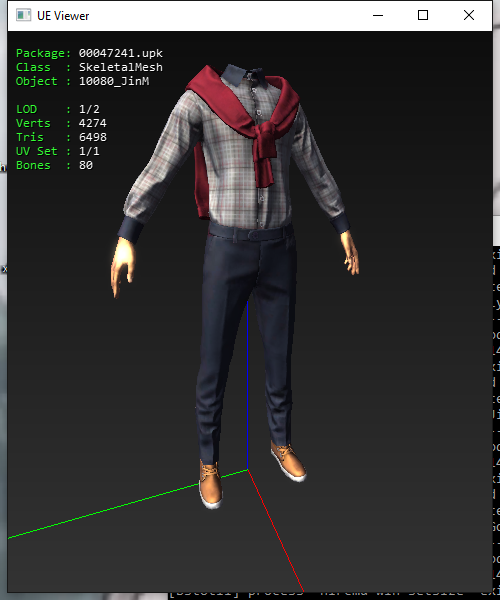 UE Viewer
Package: 00047241.upk
Class : SkeletalMesh
Object : 10080_JinM
LOD : 1/2
Verts : 4274
Tris : 6498
UV Set : 1/1
Bones : 80